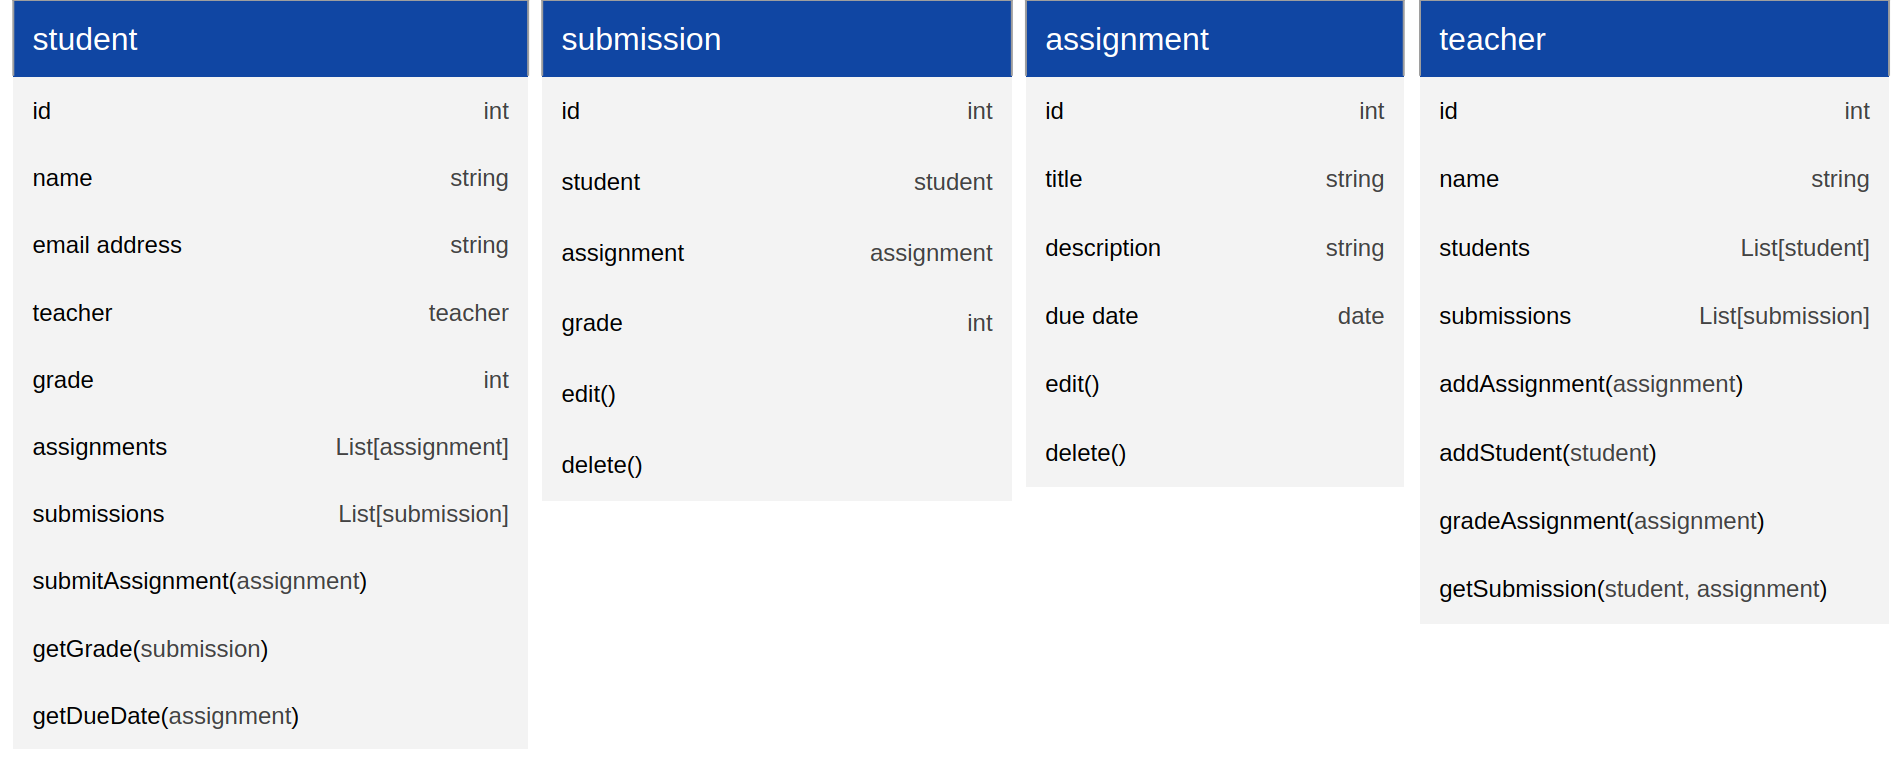 student
id int
name string
email address string
teacher teacher
grade int
assignments List[assignment]
submissions List[submission]
submitAssignment(assignment)
getGrade(submission)
getDueDate(assignment)
submission
id int
student student
assignment assignment
grade int
edit()
delete()
assignment
id int
title string
description string
due date date
edit()
delete()
teacher
id int
name string
students List[student]
submissions List[submission]
addAssignment(assignment)
addStudent(student)
gradeAssignment(assignment)
getSubmission(student, assignment)